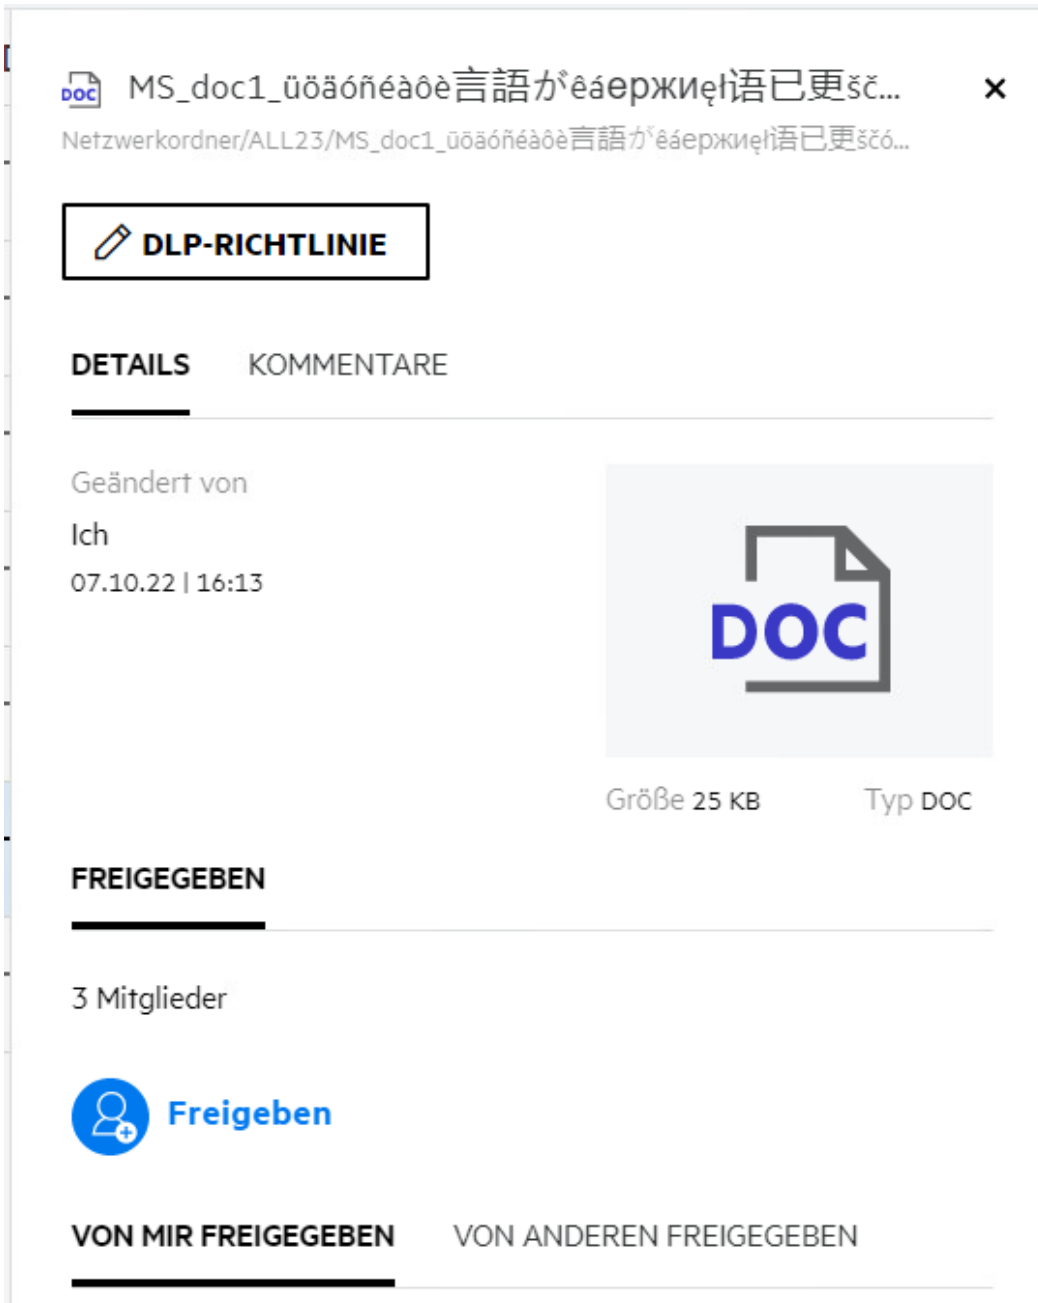 DOC MS_doc1_üöäóñéàôè言語がêáержиęłi语已更šč...
Netzwerkordner/ALL23/MS_doc1_üöäóñéàôè言語がêáержиęłi语已更ščó...
DLP-RICHTLINIE
DETAILS KOMMENTARE
Geändert von
Ich
07.10.22 | 16:13
DOC
Größe 25 KB Typ DOC
FREIGEGEBEN
3 Mitglieder
Freigeben
VON MIR FREIGEGEBEN VON ANDEREN FREIGEGEBEN